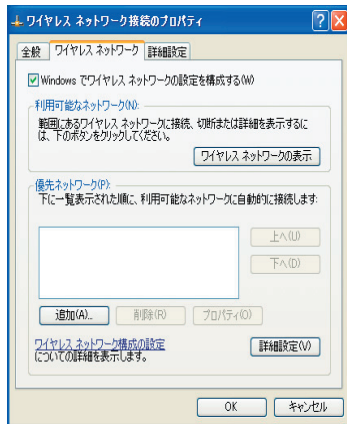 ワイヤレス ネットワーク接続のプロパティ
全般 ワイヤレス ネットワーク 詳細設定
Windows でワイヤレス ネットワークの設定を構成する(W)
利用可能なネットワーク(N):
範囲にあるワイヤレス ネットワークに接続、切断または詳細を表示するに
は、下のボタンをクリックしてください。
ワイヤレス ネットワークの表示
優先ネットワーク(P):
下に一覧表示された順に、利用可能なネットワークに自動的に接続します:
上へ(U)
下へ(D)
追加(A)... 削除(R) プロパティ(O)
ワイヤレス ネットワーク構成の設定
についての詳細を表示します。
詳細設定(V)
OK キャンセル